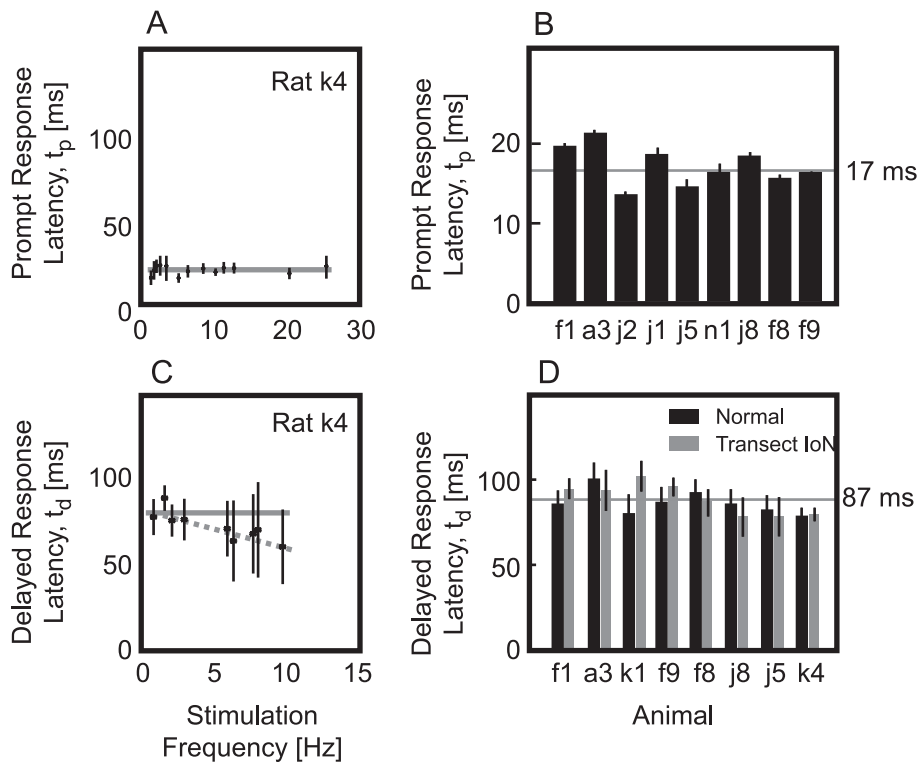 A
Prompt Response
Latency, tp [ms]
Rat k4
100
50
0
0 10 20 30
B
Prompt Response
Latency, tp [ms]
20
10
0
17 ms
f1 a3 j2 j1 j5 n1 j8 f8 f9
C
Delayed Response
Latency, td [ms]
Rat k4
100
50
0
0 5 10 15
Stimulation
Frequency [Hz]
D
Delayed Response
Latency, td [ms]
Normal
Transect IoN
100
50
0
87 ms
f1 a3 k1 f9 f8 j8 j5 k4
Animal